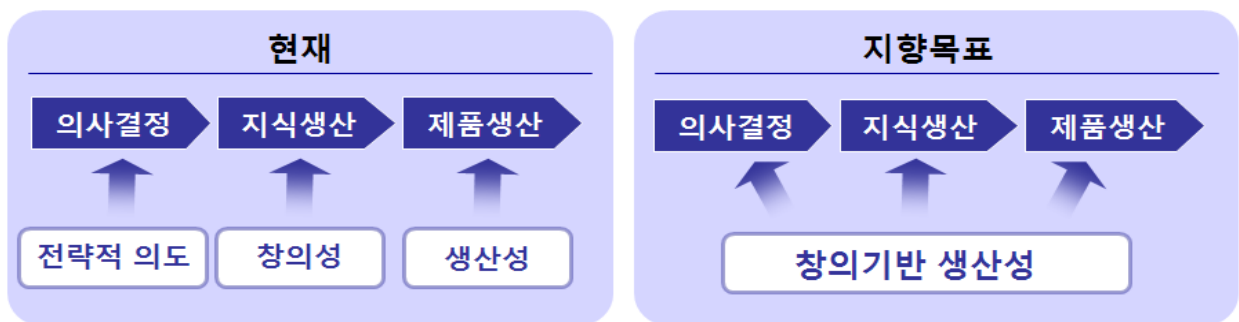 현재
의사결정 지식생산 제품생산
전략적 의도 창의성 생산성
지향목표
의사결정 지식생산 제품생산
창의기반 생산성